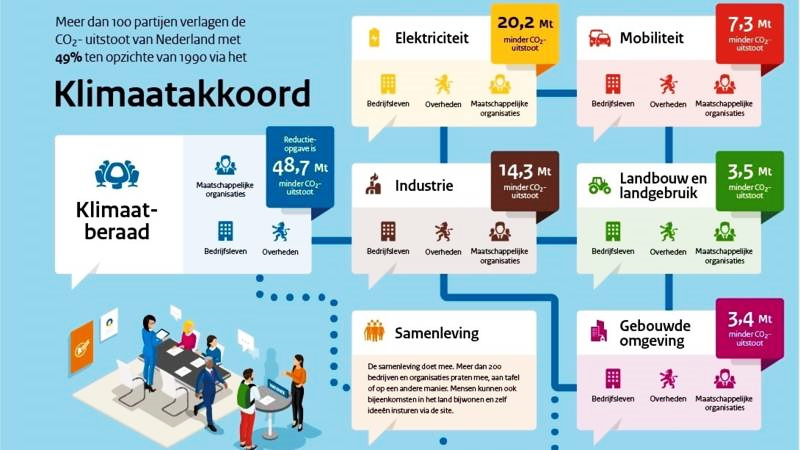 Meer dan 100 partijen verlagen de
CO₂- uitstoot van Nederland met
49% ten opzichte van 1990 via het
Klimaatakkoord
Klimaat-
beraad
Maatschappelijke
organisaties
Bedrijfsleven
Overheden
Reductie-
opgave is
48,7 Mt
minder CO₂-
uitstoot
Elektriciteit
20,2 Mt
minder CO₂-
uitstoot
Bedrijfsleven
Overheden
Maatschappelijke
organisaties
Mobiliteit
7,3 Mt
minder CO₂-
uitstoot
Bedrijfsleven
Overheden
Maatschappelijke
organisaties
Industrie
14,3 Mt
minder CO₂-
uitstoot
Bedrijfsleven
Overheden
Maatschappelijke
organisaties
Landbouw en
landgebruik
3,5 Mt
minder CO₂-
uitstoot
Bedrijfsleven
Overheden
Maatschappelijke
organisaties
Samenleving
De samenleving doet mee. Meer dan 200
bedrijven en organisaties praten mee, aan tafel
of op een andere manier. Mensen kunnen ook
bijeenkomsten in het land bijwonen en zelf
ideeën insturen via de site.
Gebouwde
omgeving
3,4 Mt
minder CO₂-
uitstoot
Bedrijfsleven
Overheden
Maatschappelijke
organisaties